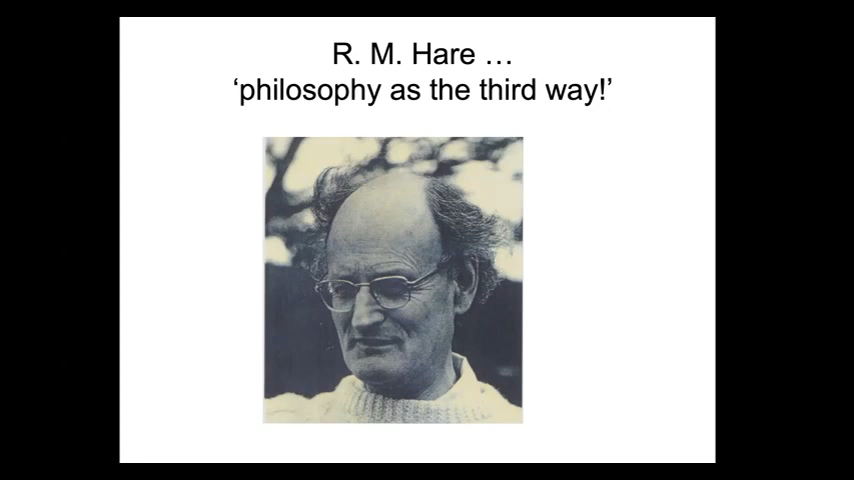 R. M. Hare …
‘philosophy as the third way!’